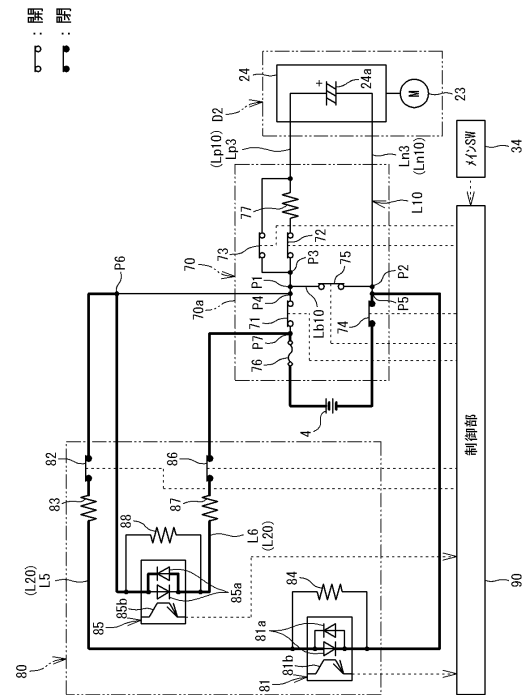 ：開
：閉
24
24a
+
D2
M
23
(Lp10)
Lp3
Ln3
(Ln10)
メインSW
34
77
L10
73
72
70
70a
P3
75
P1
P2
P4
P5
71
Lb10
74
P7
76
P6
4
制御部
90
82
83
86
87
88
L6
(L20)
(L20)
L5
85b
85
85a
84
81a
81b
81
80